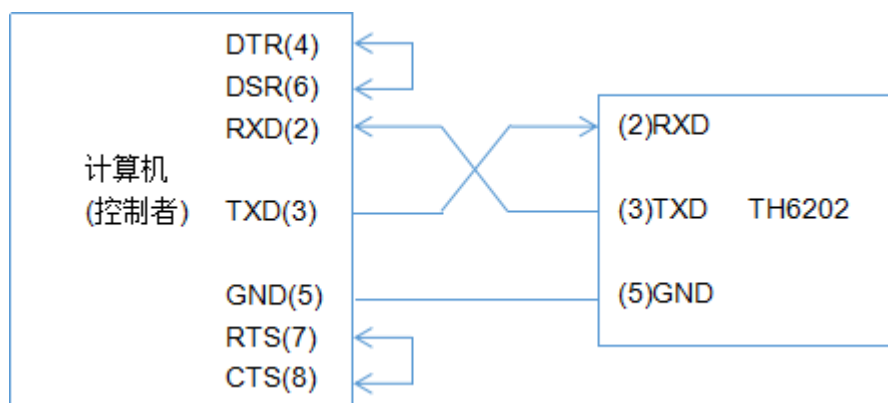 DTR(4)
DSR(6)
RXD(2)
计算机
(控制者)
TXD(3)
GND(5)
RTS(7)
CTS(8)
(2)RXD
(3)TXD TH6202
(5)GND